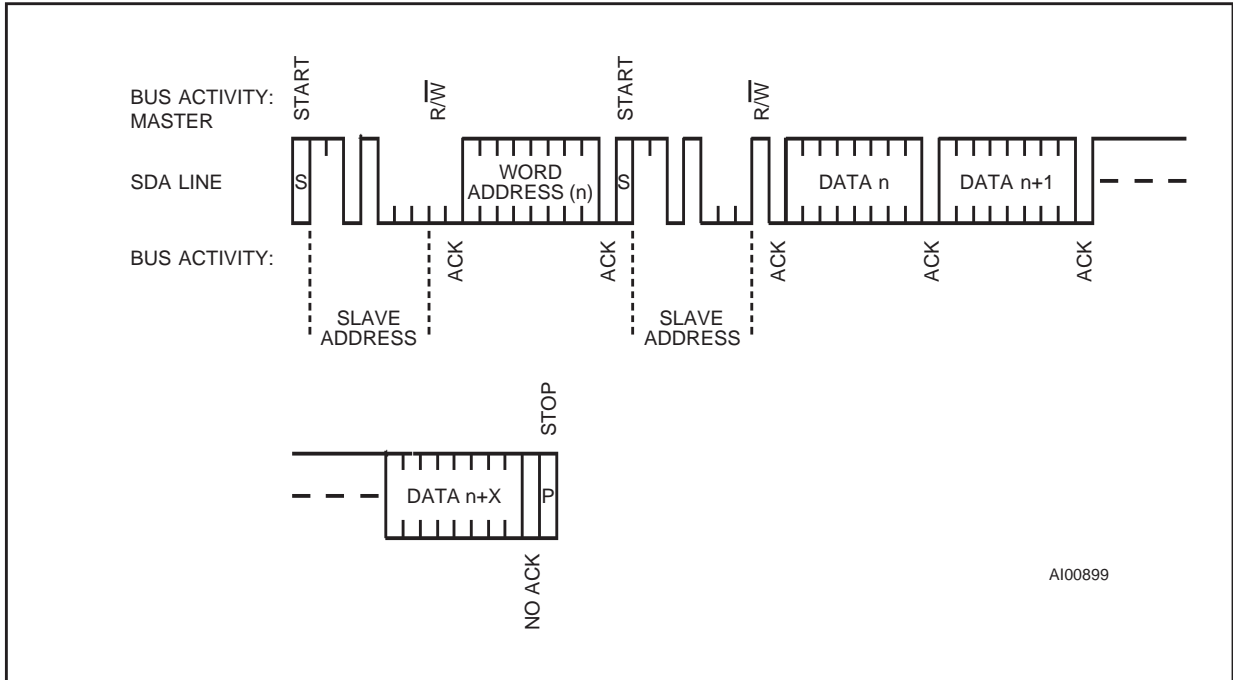 START
R/W
START
R/W
BUS ACTIVITY:
MASTER
SDA LINE
S
WORD
ADDRESS (n)
S
DATA n
DATA n+1
BUS ACTIVITY:
ACK
ACK
ACK
ACK
ACK
SLAVE
ADDRESS
SLAVE
ADDRESS
STOP
DATA n+X
P
NO ACK
AI00899